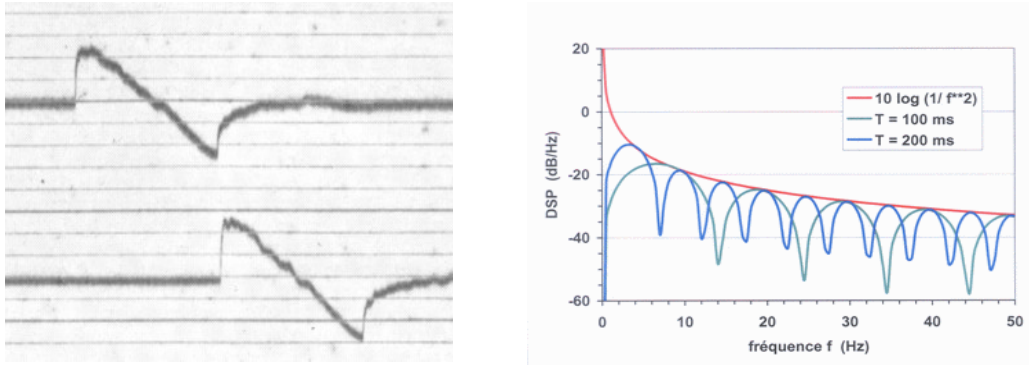 20
0
-20
-40
-60
DSP (dB/Hz)
10 log (1/ f**2)
T = 100 ms
T = 200 ms
0 10 20 30 40 50
fréquence f (Hz)